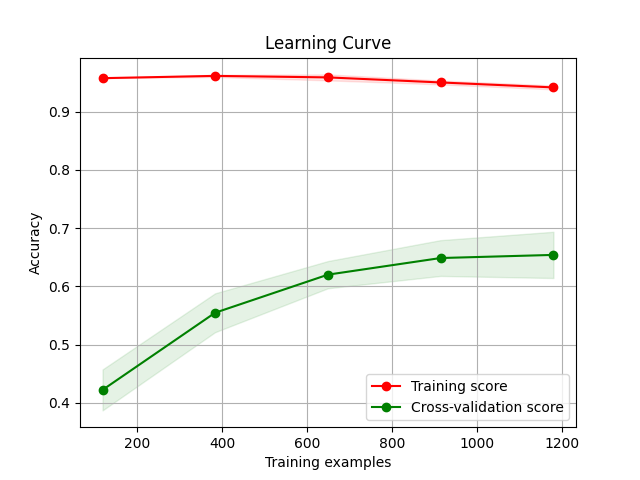 Learning Curve
Accuracy
0.9
0.8
0.7
0.6
0.5
0.4
200 400 600 800 1000 1200
Training examples
Training score
Cross-validation score